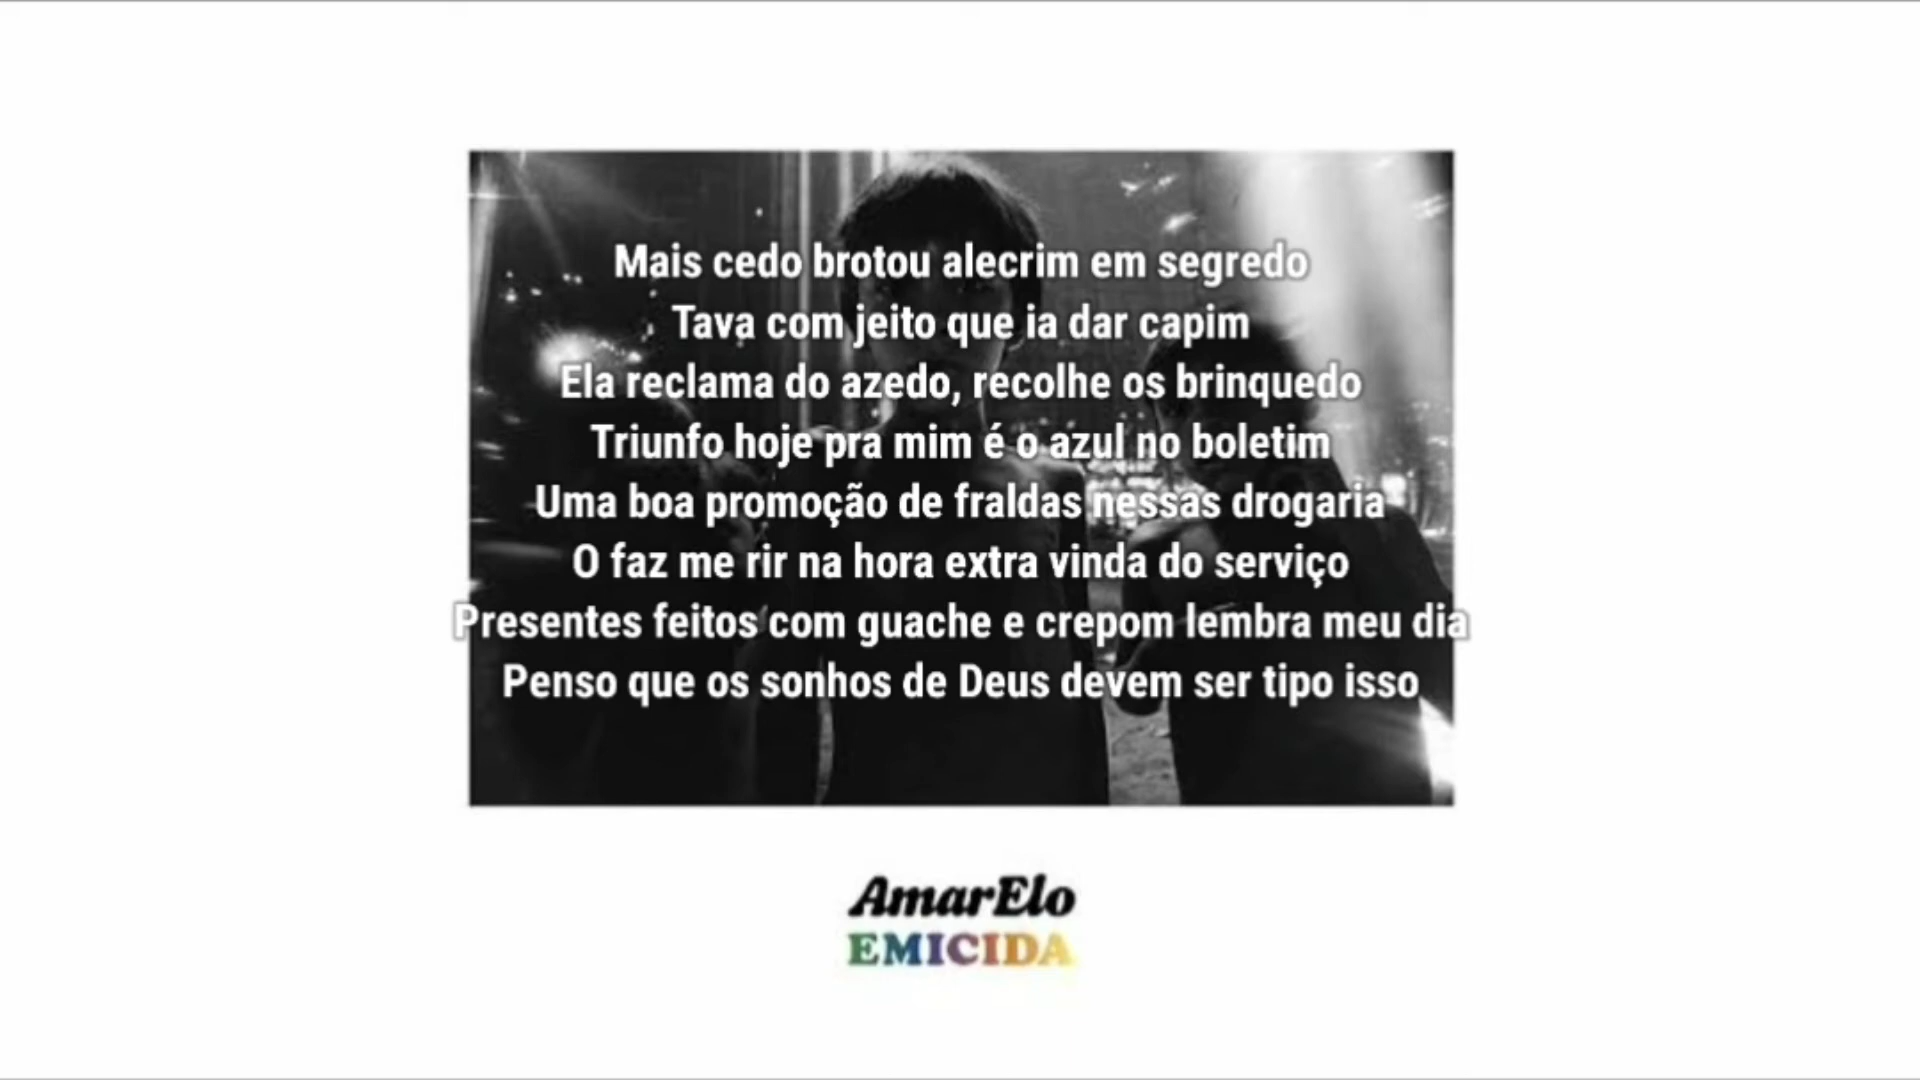 Mais cedo brotou alecrim em segredo
Tava com jeito que ia dar capim
Ela reclama do azedo, recolhe os brinquedo
Triunfo hoje pra mim é o azul no boletim
Uma boa promoção de fraldas nessas drogaria
O faz me rir na hora extra vinda do serviço
Presentes feitos com guache e crepom lembra meu dia
Penso que os sonhos de Deus devem ser tipo isso
AmarElo
EMICIDA